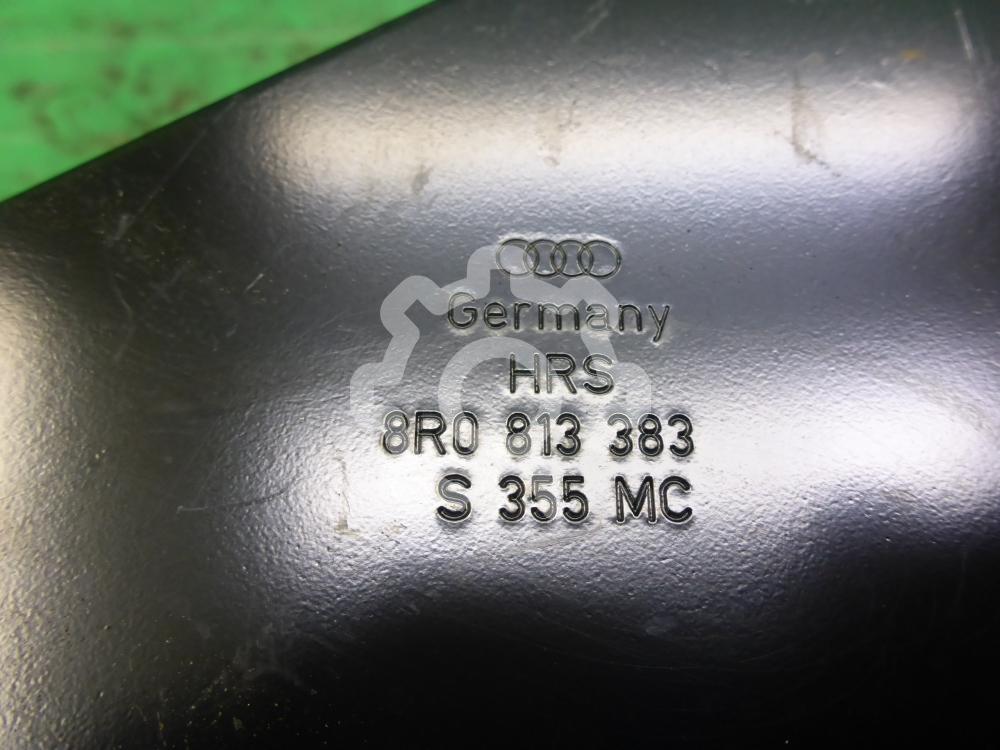 Germany
HRS
8R0 813 383
S 355 MC